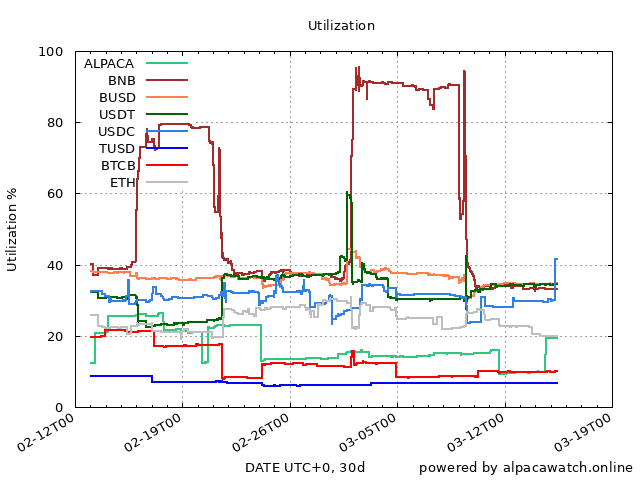 Utilization
100
80
60
40
20
0
Utilization %
ALPACA
BNB
BUSD
USDT
USDC
TUSD
BTCB
ETH
02-12T00
02-19T00
02-26T00
03-05T00
03-12T00
03-19T00
DATE UTC+0, 30d
powered by alpacawatch.online